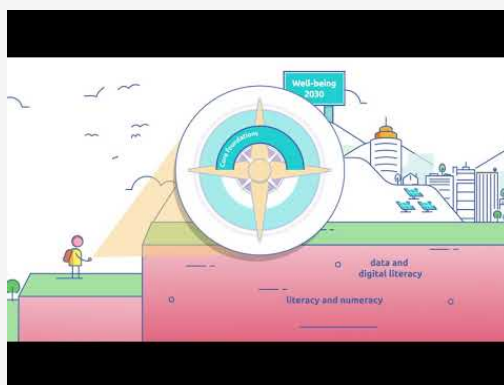 Well-being
2030
Core foundations
data and
digital literacy
literacy and numeracy